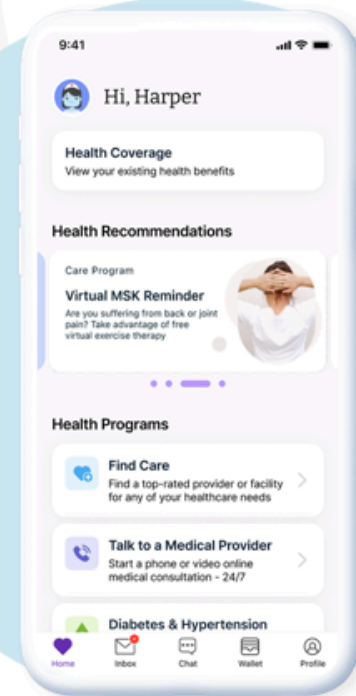 9:41
Hi, Harper
Health Coverage
View your existing health benefits
Health Recommendations
Care Program
Virtual MSK Reminder
Are you suffering from back or joint
pain? Take advantage of free
virtual exercise therapy
Health Programs
Find Care
Find a top-rated provider or facility
for any of your healthcare needs
Talk to a Medical Provider
Start a phone or video online
medical consultation - 24/7
Diabetes & Hypertension
Home
Inbox
Chat
Wallet
Profile